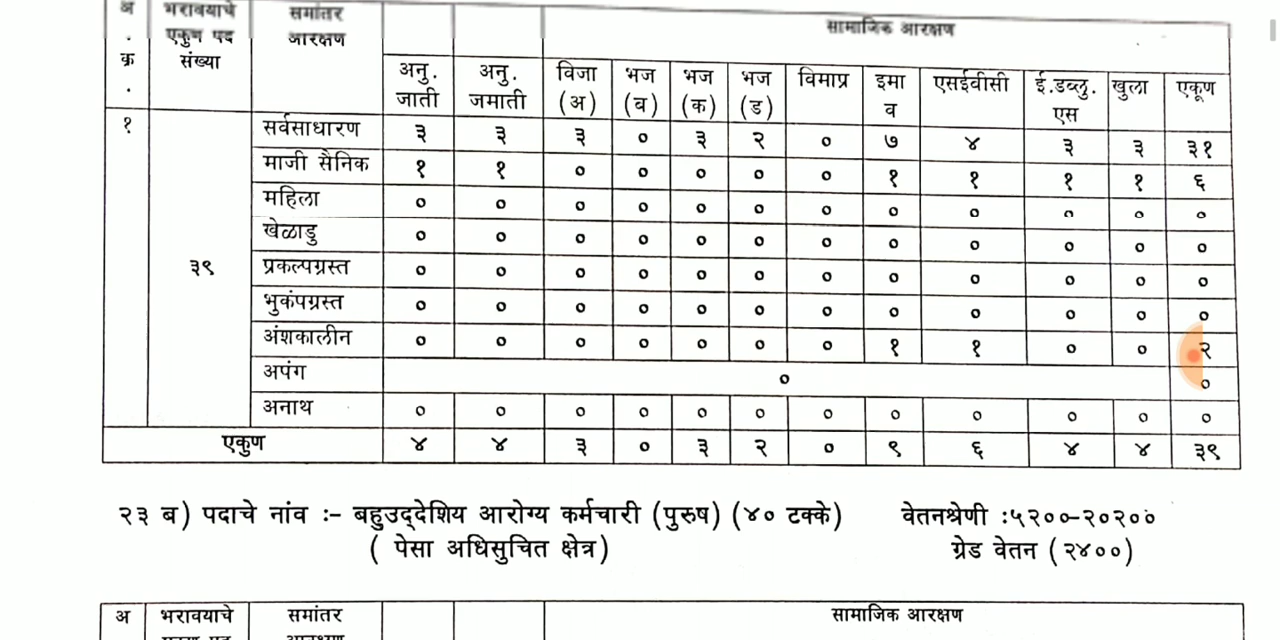 अ . क्र . भरावयाचे एकुण पद संख्या समांतर आरक्षण सामाजिक आरक्षण
अनु. जाती अनु. जमाती विजा (अ) भज (ब) भज (क) भज (ड) विमाप्र इमा व एसईवीसी ई.डब्लु. एस खुला एकूण
१ ३९ सर्वसाधारण ३ ३ ३ ० ३ २ ० ७ ४ ३ ३ ३१
माजी सैनिक १ १ ० ० ० ० ० १ १ १ १ ६
महिला ० ० ० ० ० ० ० ० ० ० ० ०
खेळाडु ० ० ० ० ० ० ० ० ० ० ० ०
प्रकल्पग्रस्त ० ० ० ० ० ० ० ० ० ० ० ०
भुकंपग्रस्त ० ० ० ० ० ० ० ० ० ० ० ०
अंशकालीन ० ० ० ० ० ० ० १ १ ० ० २
अपंग ० ०
अनाथ ० ० ० ० ० ० ० ० ० ० ० ०
एकुण ४ ४ ३ ० ३ २ ० ९ ६ ४ ४ ३९
२३ ब) पदाचे नांव :- बहुउद्देशिय आरोग्य कर्मचारी (पुरुष) (४० टक्के) वेतनश्रेणी :५२००-२०२००
( पेसा अधिसुचित क्षेत्र) ग्रेड वेतन (२४००)
अ भरावयाचे समांतर सामाजिक आरक्षण